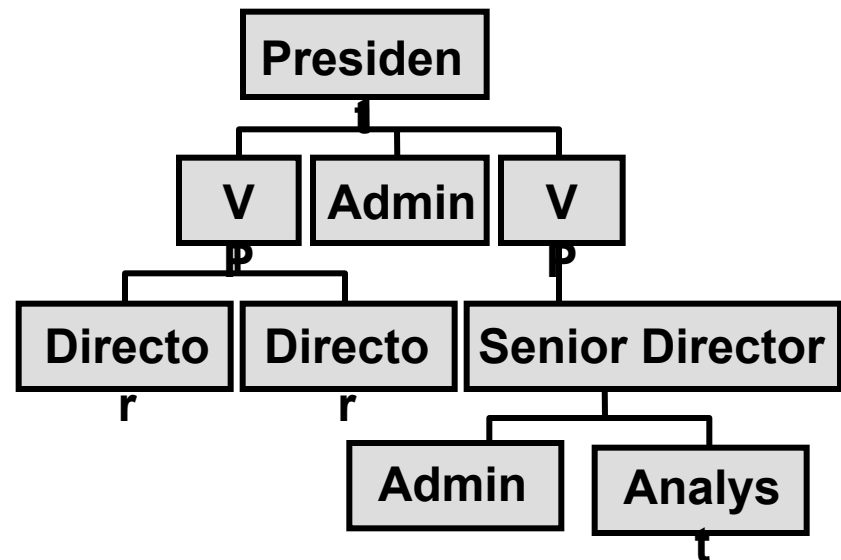 Presiden
t
V
P
Admin
V
P
Directo
r
Directo
r
Senior Director
Admin
Analys
t